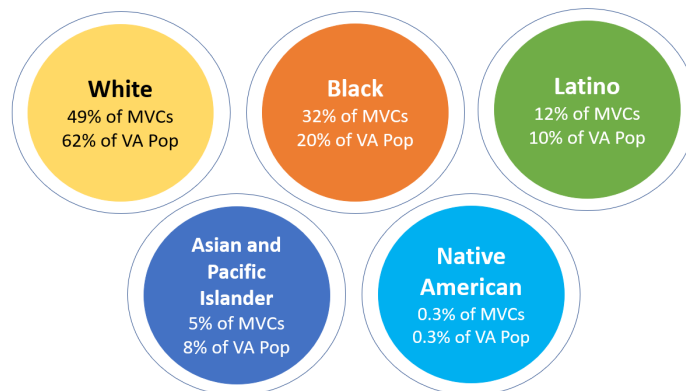 White
49% of MVCs
62% of VA Pop
Black
32% of MVCs
20% of VA Pop
Latino
12% of MVCs
10% of VA Pop
Asian and
Pacific
Islander
5% of MVCs
8% of VA Pop
Native
American
0.3% of MVCs
0.3% of VA Pop